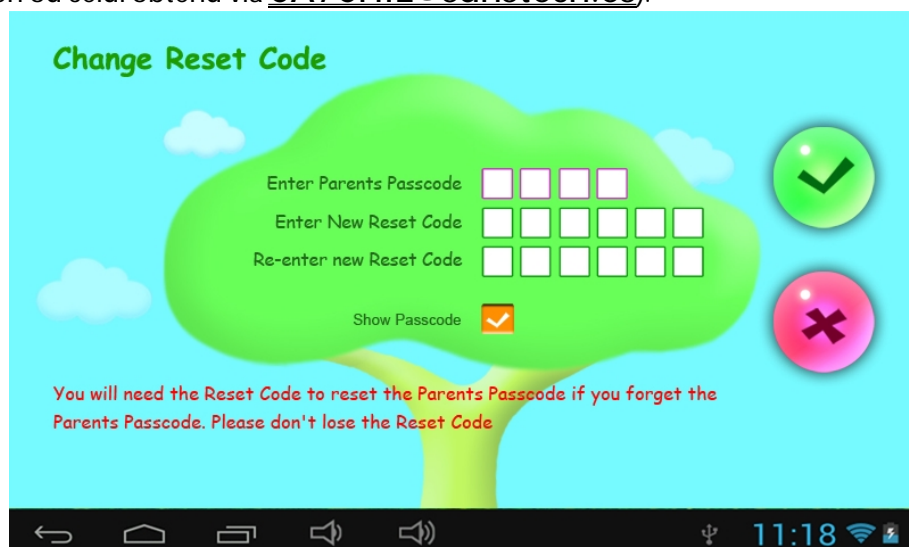 Change Reset Code
Enter Parents Passcode
Enter New Reset Code
Re-enter new Reset Code
Show Passcode
You will need the Reset Code to reset the Parents Passcode if you forget the
Parents Passcode. Please don't lose the Reset Code
11:18